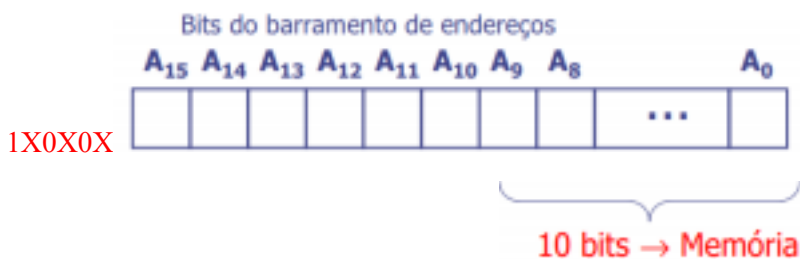 Bits do barramento de endereços
A15 A14 A13 A12 A11 A10 A9 A8 A0
1X0X0X ...
10 bits → Memória